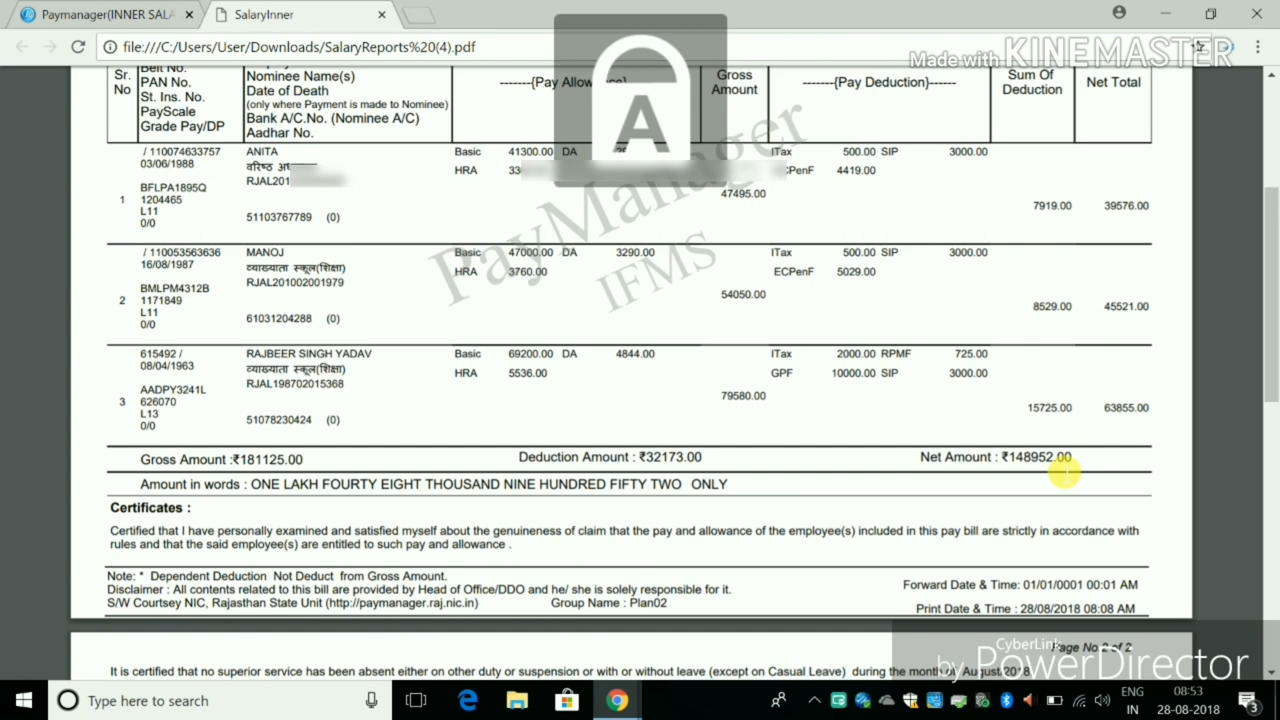 Paymanager(INNER SALA
SalaryInner
file:///C:/Users/User/Downloads/SalaryReports%20(4).pdf
Made with KINEMASTER
A
Sr. No
Belt No.
PAN No.
St. Ins. No.
PayScale
Grade Pay/DP
Nominee Name(s)
Date of Death
(only where Payment is made to Nominee)
Bank A/C.No. (Nominee A/C)
Aadhar No.
-------{Pay Allow
Gross Amount
-------{Pay Deduction}------
Sum Of Deduction
Net Total
PayManager
IFMS
/ 110074633757 ANITA Basic 41300.00 DA ITax 500.00 SIP 3000.00
03/06/1988 वरिष्ठ HRA 4419.00
RJAL201
BFLPA1895Q 47495.00
1204465
1 L11 7919.00 39576.00
0/0 51103767789 (0)
/ 110053563636 MANOJ Basic 47000.00 DA 3290.00 ITax 500.00 SIP 3000.00
16/08/1987 व्याख्याता स्कूल(शिक्षा) HRA 3760.00 ECPenF 5029.00
RJAL201002001979
BMLPM4312B 54050.00
2 1171849 8529.00 45521.00
L11
0/0 61031204288 (0)
615492 / RAJBEER SINGH YADAV Basic 69200.00 DA 4844.00 ITax 2000.00 RPMF 725.00
08/04/1963 व्याख्याता स्कूल(शिक्षा) HRA 5536.00 GPF 10000.00 SIP 3000.00
RJAL198702015368
AADPY3241L 79580.00
3 626070 15725.00 63855.00
L13
0/0 51078230424 (0)
Gross Amount :₹181125.00 Deduction Amount : ₹32173.00 Net Amount : ₹148952.00
Amount in words : ONE LAKH FOURTY EIGHT THOUSAND NINE HUNDRED FIFTY TWO ONLY
Certificates :
Certified that I have personally examined and satisfied myself about the genuineness of claim that the pay and allowance of the employee(s) included in this pay bill are strictly in accordance with
rules and that the said employee(s) are entitled to such pay and allowance .
Note: * Dependent Deduction Not Deduct from Gross Amount.
Disclaimer : All contents related to this bill are provided by Head of Office/DDO and he/ she is solely responsible for it.
S/W Courtsey NIC, Rajasthan State Unit (http://paymanager.raj.nic.in) Group Name : Plan02
Forward Date & Time: 01/01/0001 00:01 AM
Print Date & Time : 28/08/2018 08:08 AM
Page No 2 of 2
It is certified that no superior service has been absent either on other duty or suspension or with or without leave (except on Casual Leave) during the month of August 2018
CyberLink
by PowerDirector
Type here to search
ENG
IN
08:53
28-08-2018
3